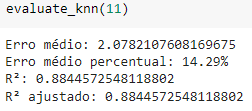 evaluate_knn(11)
Erro médio: 2.0782107608169675
Erro médio percentual: 14.29%
R²: 0.8844572548118802
R² ajustado: 0.8844572548118802